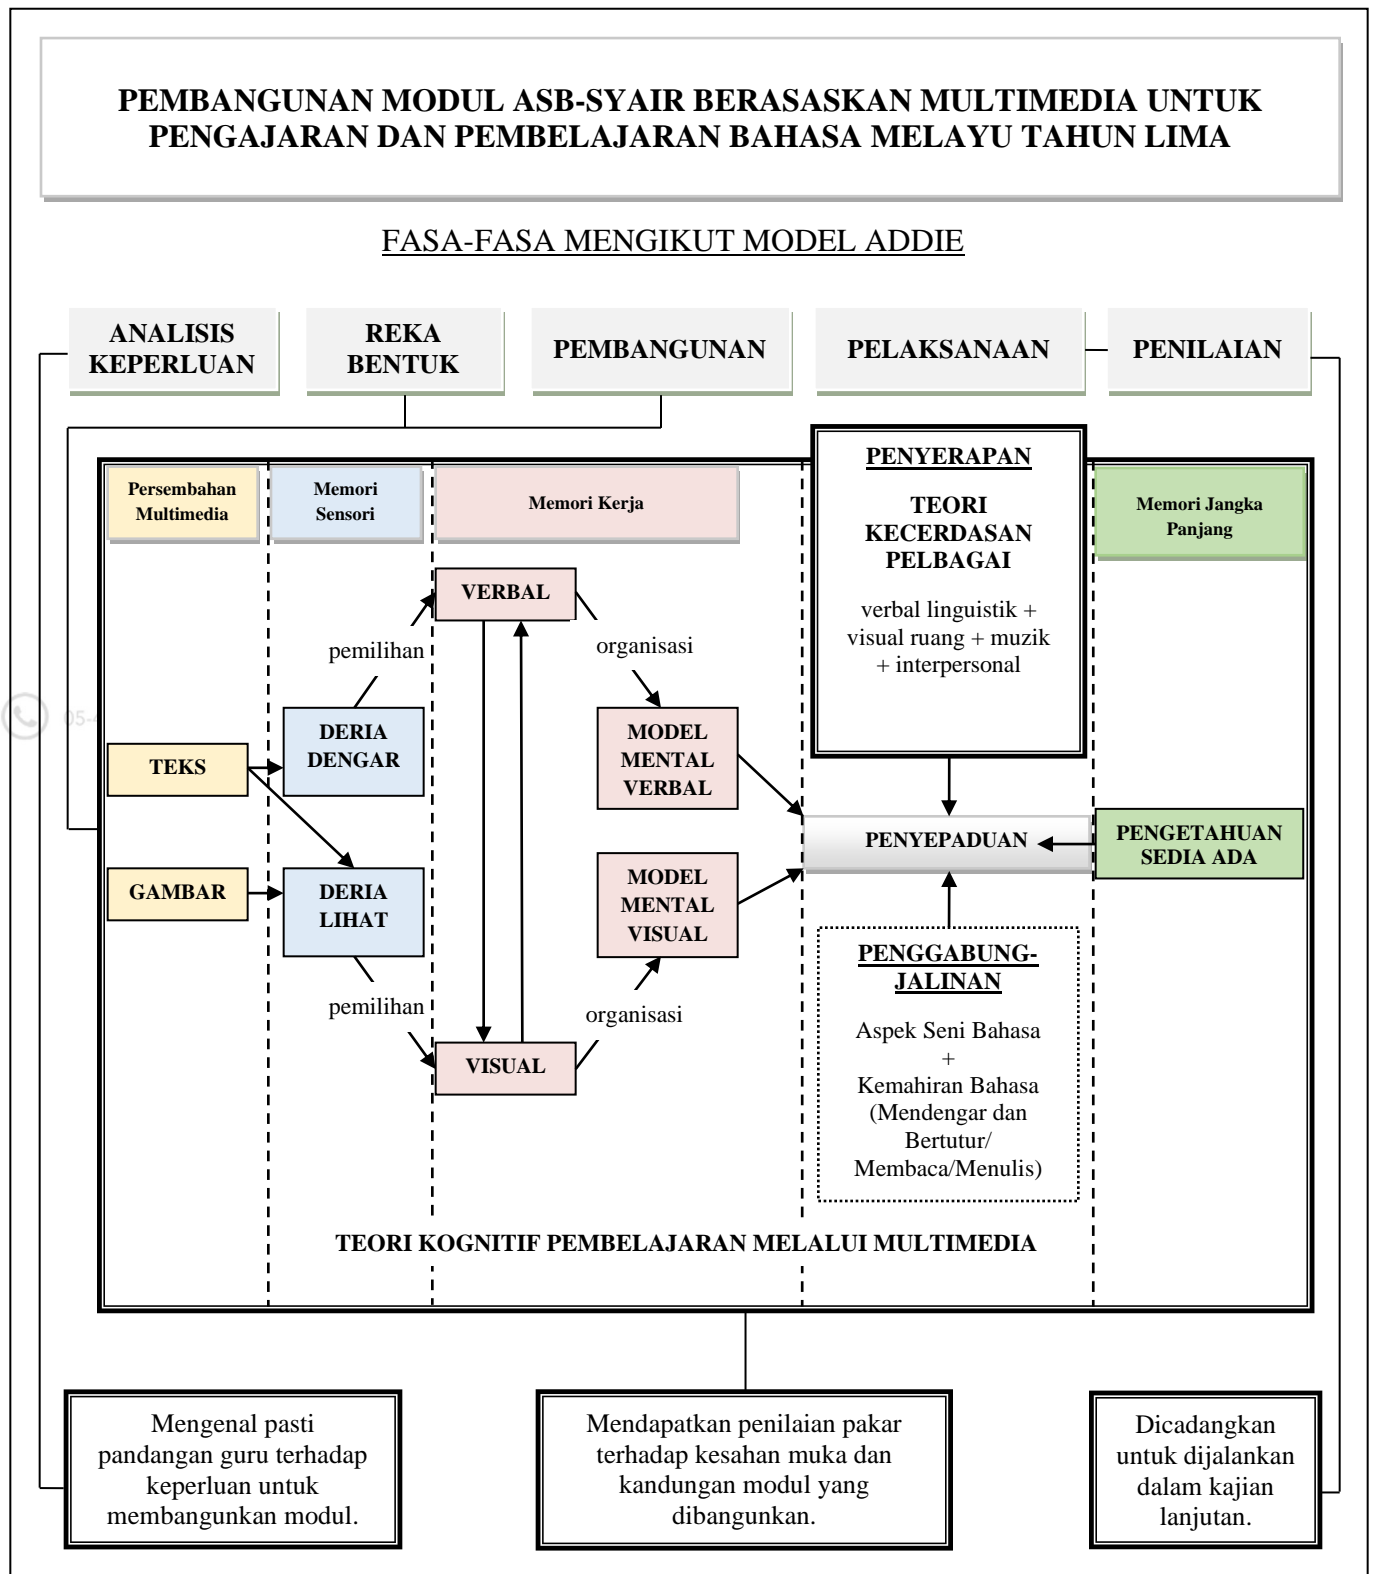 PEMBANGUNAN MODUL ASB-SYAIR BERASASKAN MULTIMEDIA UNTUK
PENGAJARAN DAN PEMBELAJARAN BAHASA MELAYU TAHUN LIMA
FASA-FASA MENGIKUT MODEL ADDIE
ANALISIS
KEPERLUAN
REKA
BENTUK
PEMBANGUNAN
PELAKSANAAN
PENILAIAN
Persembahan
Multimedia
Memori
Sensori
Memori Kerja
PENYERAPAN
TEORI
KECERDASAN
PELBAGAI
verbal linguistik +
visual ruang + muzik
+ interpersonal
Memori Jangka
Panjang
VERBAL
pemilihan
organisasi
DERIA
DENGAR
MODEL
MENTAL
VERBAL
05-4
TEKS
PENYEPADUAN
PENGETAHUAN
SEDIA ADA
GAMBAR
DERIA
LIHAT
MODEL
MENTAL
VISUAL
pemilihan
organisasi
VISUAL
PENGGABUNG-
JALINAN
Aspek Seni Bahasa
+
Kemahiran Bahasa
(Mendengar dan
Bertutur/
Membaca/Menulis)
TEORI KOGNITIF PEMBELAJARAN MELALUI MULTIMEDIA
Mengenal pasti
pandangan guru terhadap
keperluan untuk
membangunkan modul.
Mendapatkan penilaian pakar
terhadap kesahan muka dan
kandungan modul yang
dibangunkan.
Dicadangkan
untuk dijalankan
dalam kajian
lanjutan.